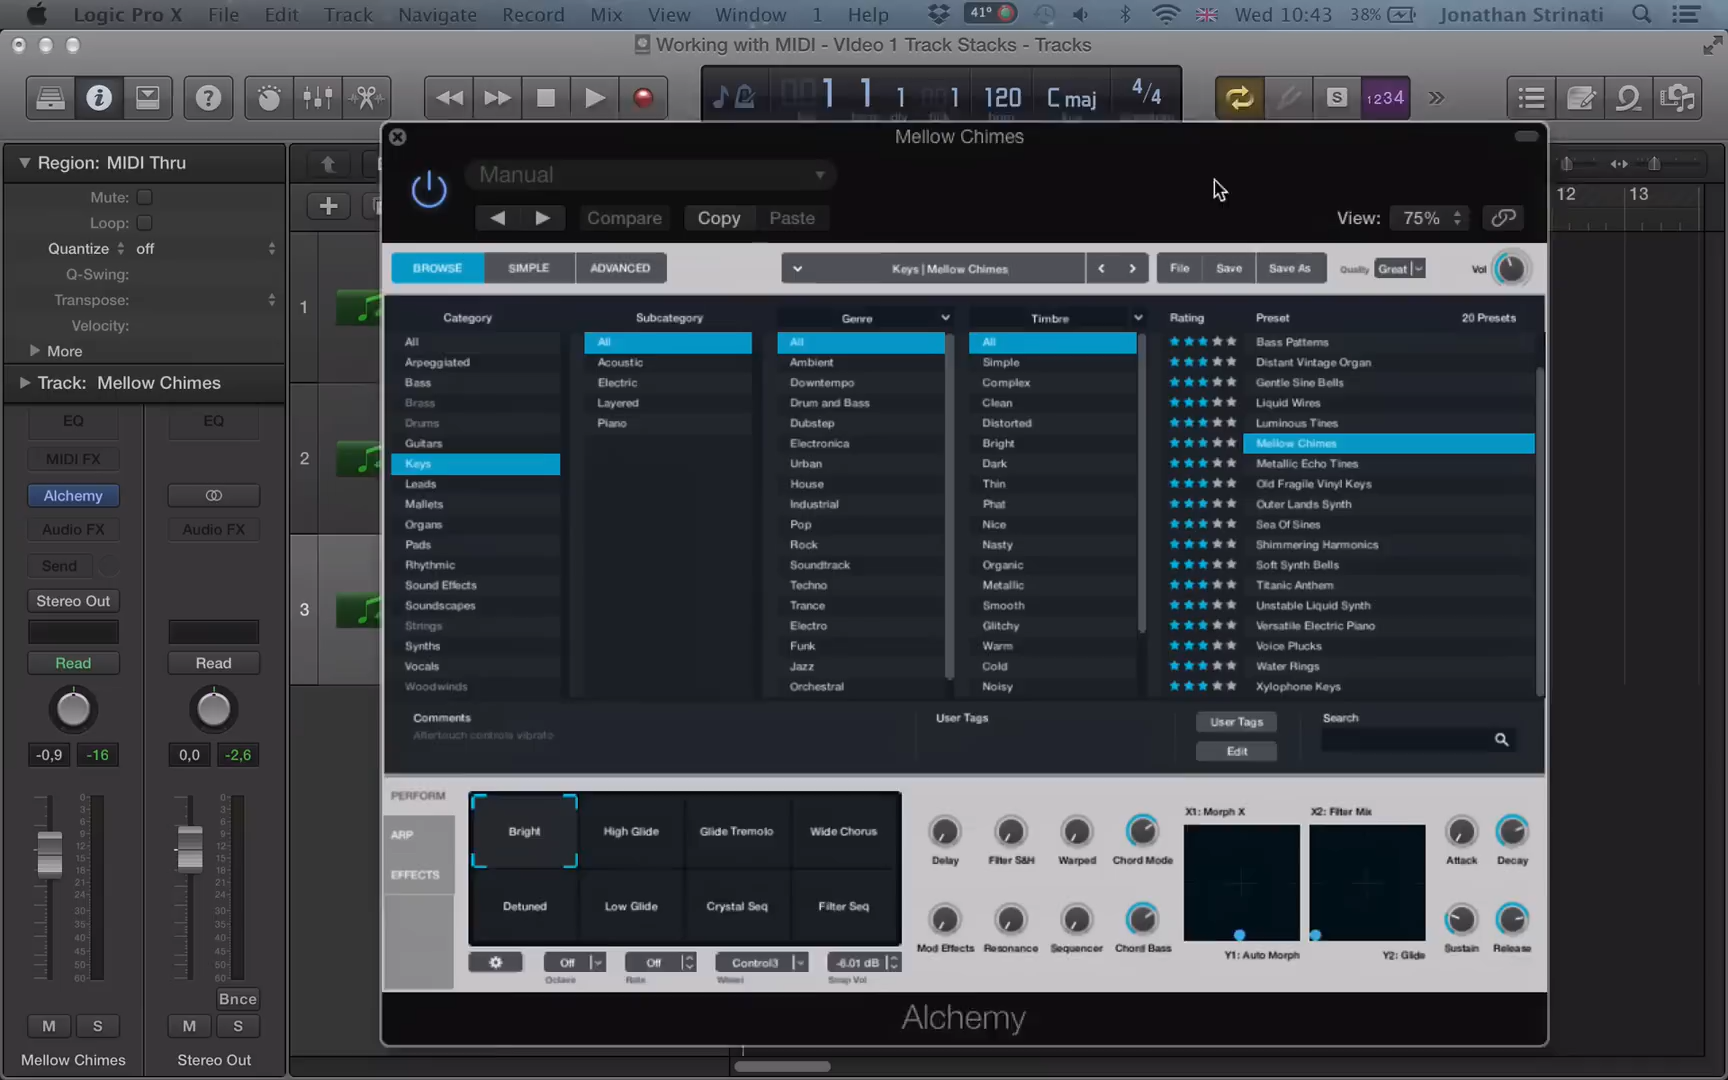 Logic Pro X File Edit Track Navigate Record Mix View Window 1 Help 41° Wed 10:43 38% Jonathan Strinati
Working with MIDI - VIdeo 1 Track Stacks - Tracks
1 1 1 1 120 C maj 4/4
S 1234
Region: MIDI Thru
Mute:
Loop:
Quantize off
Q-Swing:
Transpose:
Velocity:
More
Track: Mellow Chimes
EQ EQ
MIDI FX
Alchemy
Audio FX Audio FX
Send
Stereo Out
Read Read
-0,9 -16 0,0 -2,6
Bnce
M S M S
Mellow Chimes Stereo Out
1
2
3
12 13
Mellow Chimes
Manual
Compare Copy Paste View: 75%
BROWSE SIMPLE ADVANCED Keys | Mellow Chimes File Save Save As Quality Great Vol
Category
All
Arpeggiated
Bass
Brass
Drums
Guitars
Keys
Leads
Mallets
Organs
Pads
Rhythmic
Sound Effects
Soundscapes
Strings
Synths
Vocals
Woodwinds
Subcategory
All
Acoustic
Electric
Layered
Piano
Genre
All
Ambient
Downtempo
Drum and Bass
Dubstep
Electronica
Urban
House
Industrial
Pop
Rock
Soundtrack
Techno
Trance
Electro
Funk
Jazz
Orchestral
Timbre
All
Simple
Complex
Clean
Distorted
Bright
Dark
Thin
Phat
Nice
Nasty
Organic
Metallic
Smooth
Glitchy
Warm
Cold
Noisy
Rating Preset 20 Presets
Bass Patterns
Distant Vintage Organ
Gentle Sine Bells
Liquid Wires
Luminous Tines
Mellow Chimes
Metallic Echo Tines
Old Fragile Vinyl Keys
Outer Lands Synth
Sea Of Sines
Shimmering Harmonics
Soft Synth Bells
Titanic Anthem
Unstable Liquid Synth
Versatile Electric Piano
Voice Plucks
Water Rings
Xylophone Keys
Comments
Aftertouch controls vibrato
User Tags
User Tags
Edit
Search
PERFORM
ARP
EFFECTS
Bright High Glide Glide Tremolo Wide Chorus
Detuned Low Glide Crystal Seq Filter Seq
Off Off Control3 -6.01 dB
Octave Rate Snap Vol
Delay Filter S&H Warped Chord Mode
Mod Effects Resonance Sequencer Chord Bass
X1: Morph X X2: Filter Mix
Y1: Auto Morph Y2: Glide
Attack Decay
Sustain Release
Alchemy